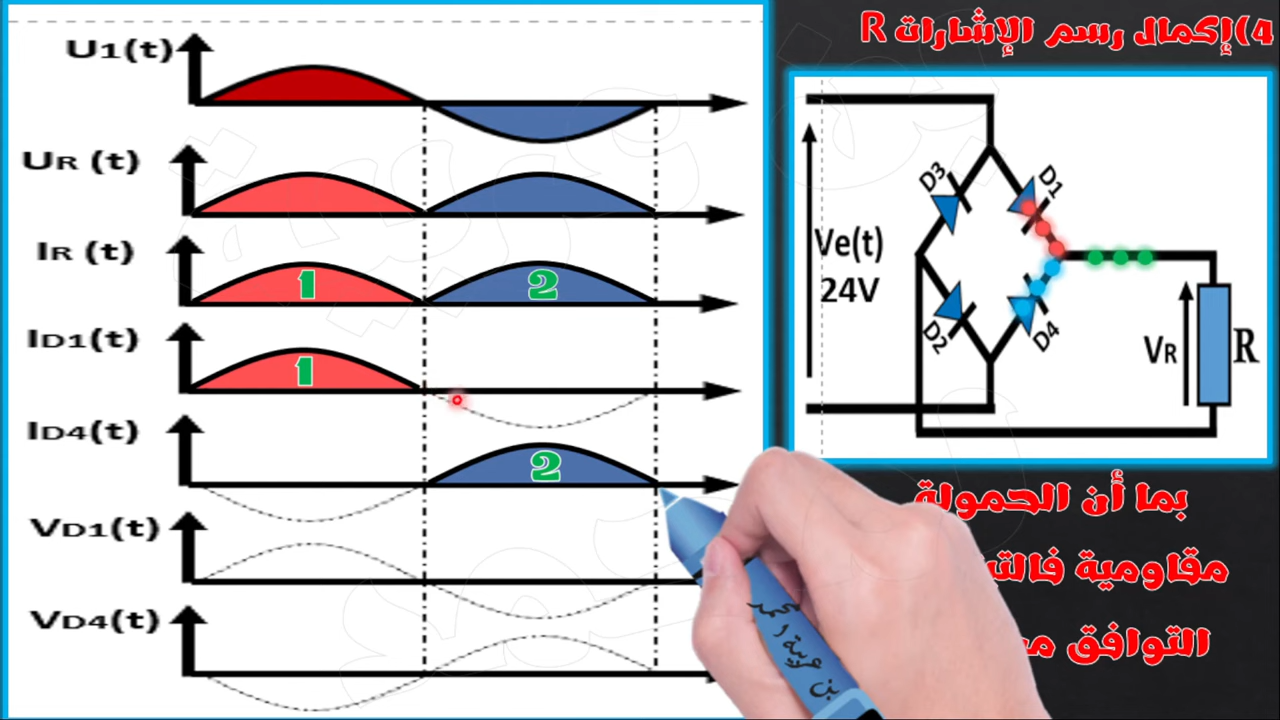 4)إكمال رسم الإشارات R
U1(t)
UR (t)
IR (t)
1
2
ID1(t)
1
ID4(t)
2
VD1(t)
VD4(t)
D3
D1
Ve(t)
24V
D2
D4
VR
R
بما أن الحمولة
مقاومية
التوافق